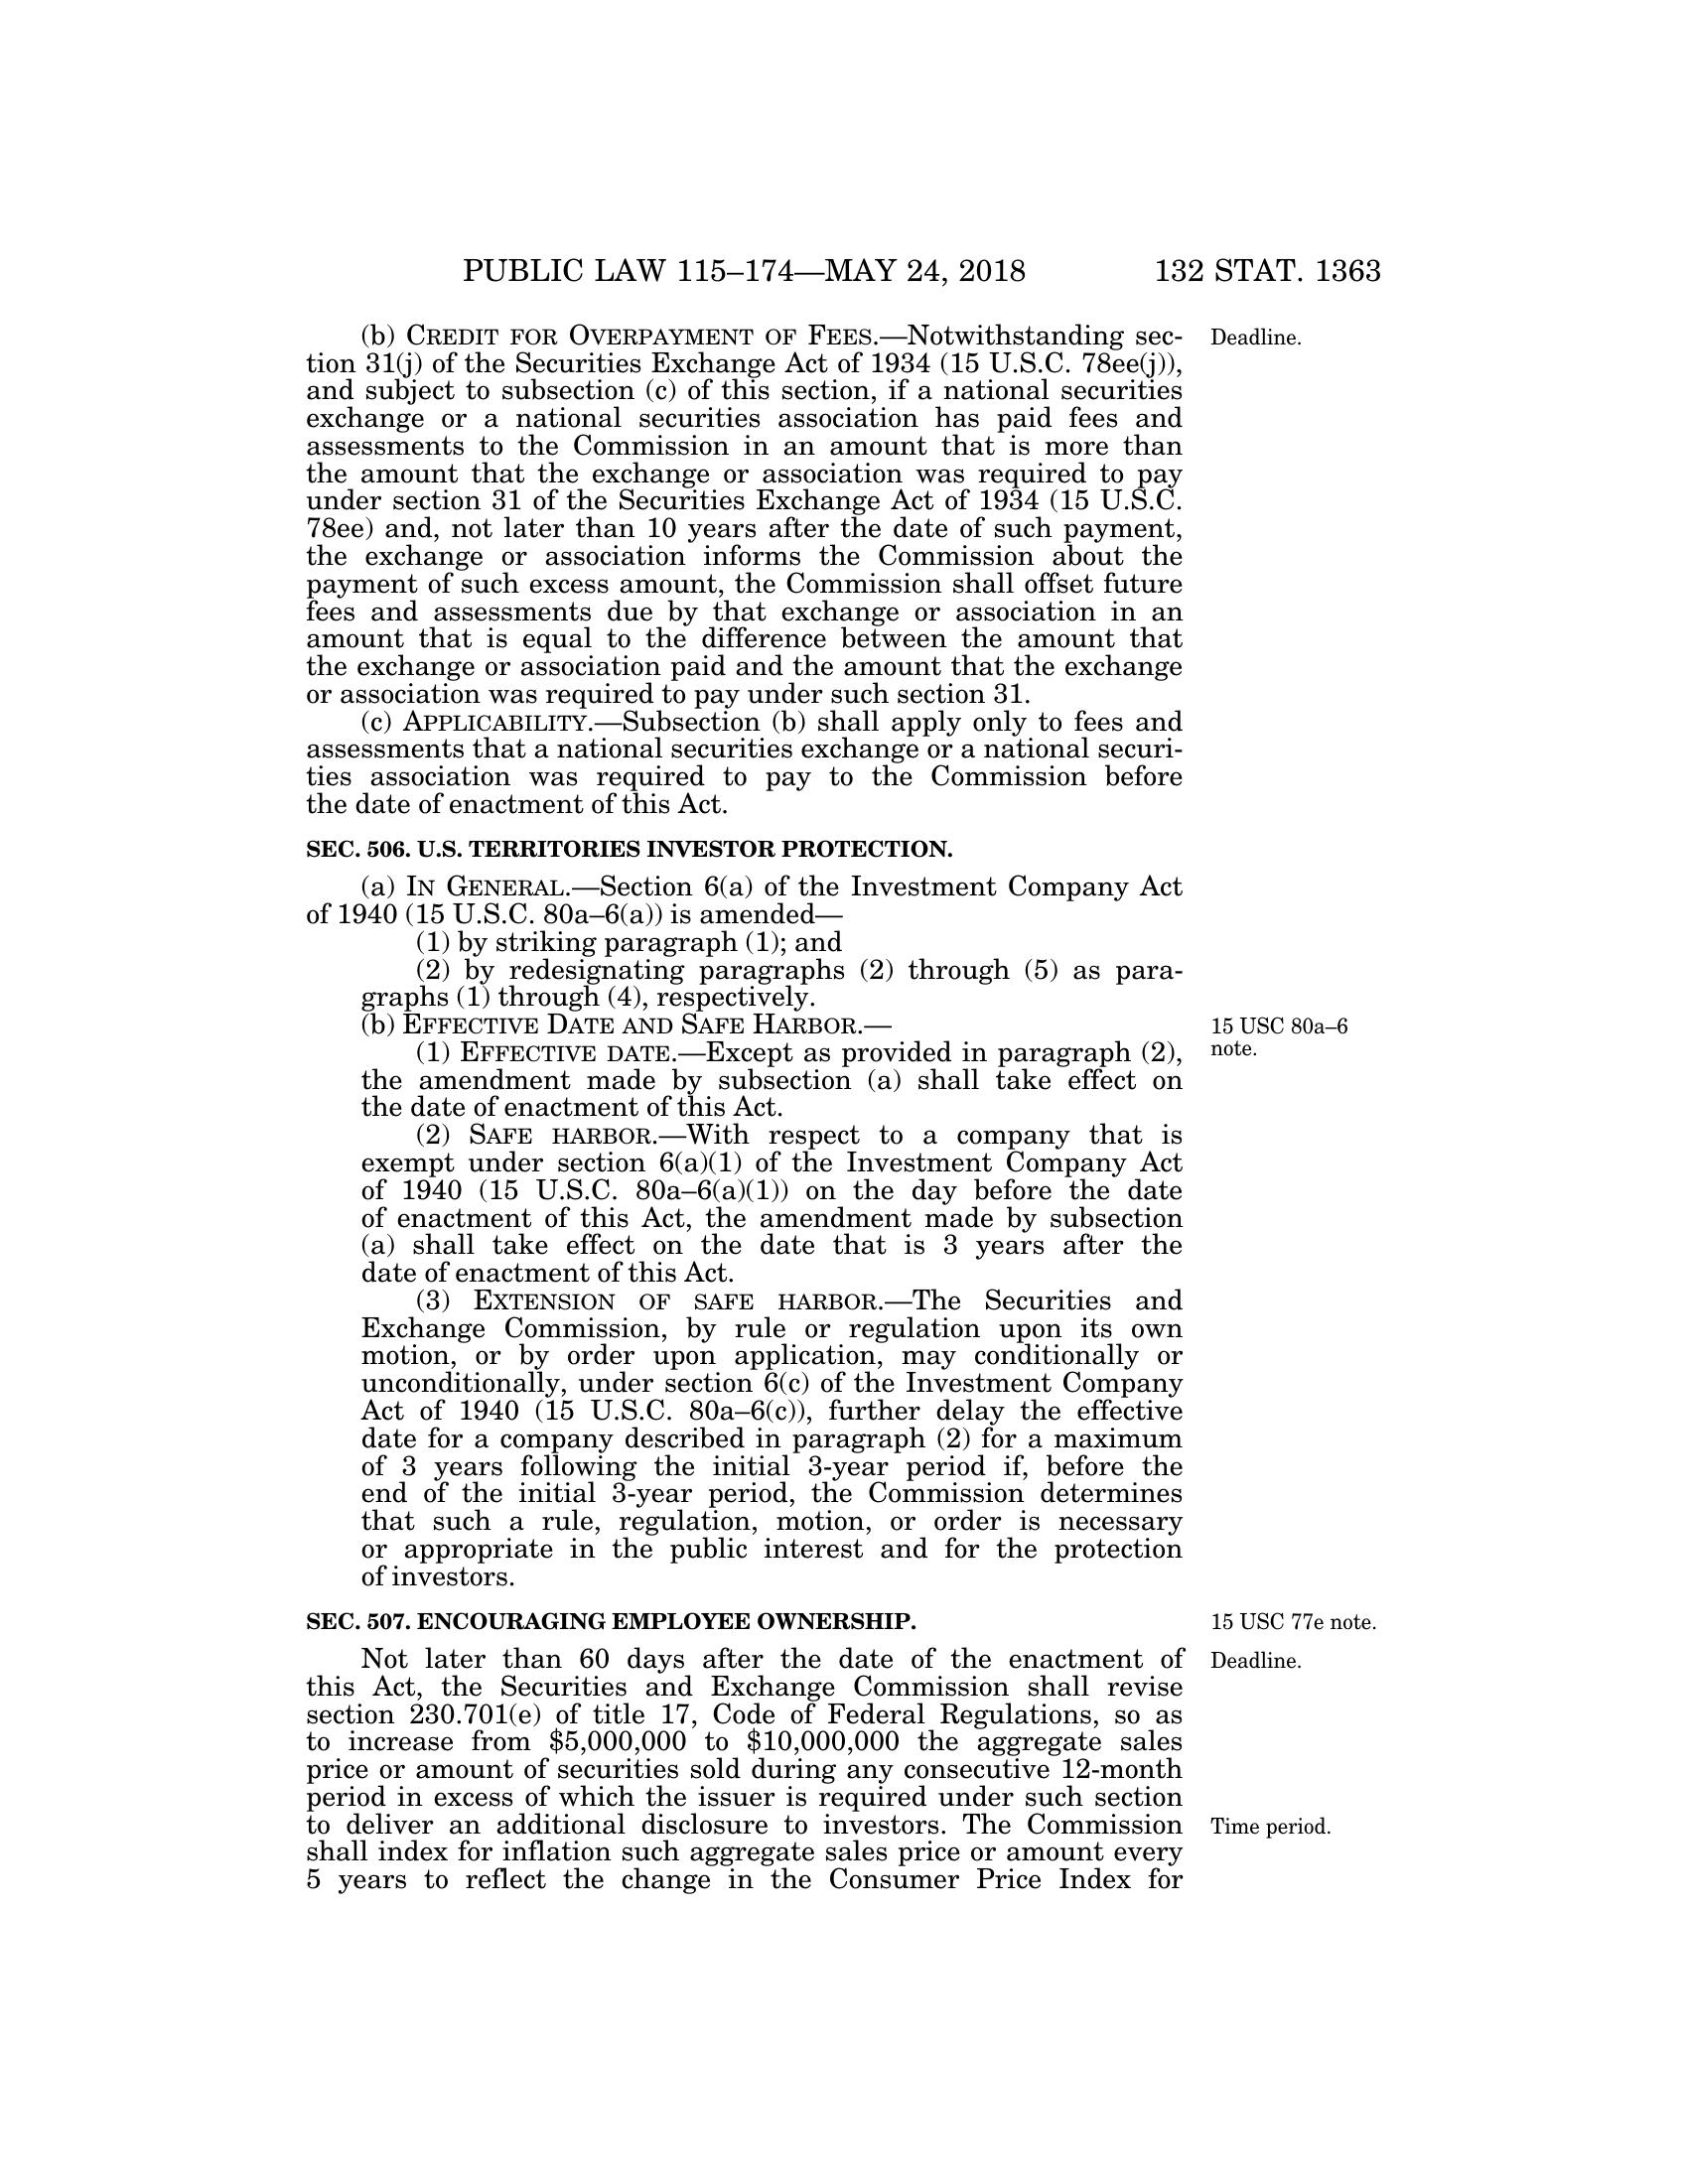 PUBLIC LAW 115–174—MAY 24, 2018 132 STAT. 1363
(b) CREDIT FOR OVERPAYMENT OF FEES.—Notwithstanding sec-
tion 31(j) of the Securities Exchange Act of 1934 (15 U.S.C. 78ee(j)),
and subject to subsection (c) of this section, if a national securities
exchange or a national securities association has paid fees and
assessments to the Commission in an amount that is more than
the amount that the exchange or association was required to pay
under section 31 of the Securities Exchange Act of 1934 (15 U.S.C.
78ee) and, not later than 10 years after the date of such payment,
the exchange or association informs the Commission about the
payment of such excess amount, the Commission shall offset future
fees and assessments due by that exchange or association in an
amount that is equal to the difference between the amount that
the exchange or association paid and the amount that the exchange
or association was required to pay under such section 31.
(c) APPLICABILITY.—Subsection (b) shall apply only to fees and
assessments that a national securities exchange or a national securi-
ties association was required to pay to the Commission before
the date of enactment of this Act.
SEC. 506. U.S. TERRITORIES INVESTOR PROTECTION.
(a) IN GENERAL.—Section 6(a) of the Investment Company Act
of 1940 (15 U.S.C. 80a–6(a)) is amended—
(1) by striking paragraph (1); and
(2) by redesignating paragraphs (2) through (5) as para-
graphs (1) through (4), respectively.
(b) EFFECTIVE DATE AND SAFE HARBOR.—
(1) EFFECTIVE DATE.—Except as provided in paragraph (2),
the amendment made by subsection (a) shall take effect on
the date of enactment of this Act.
(2) SAFE HARBOR.—With respect to a company that is
exempt under section 6(a)(1) of the Investment Company Act
of 1940 (15 U.S.C. 80a–6(a)(1)) on the day before the date
of enactment of this Act, the amendment made by subsection
(a) shall take effect on the date that is 3 years after the
date of enactment of this Act.
(3) EXTENSION OF SAFE HARBOR.—The Securities and
Exchange Commission, by rule or regulation upon its own
motion, or by order upon application, may conditionally or
unconditionally, under section 6(c) of the Investment Company
Act of 1940 (15 U.S.C. 80a–6(c)), further delay the effective
date for a company described in paragraph (2) for a maximum
of 3 years following the initial 3-year period if, before the
end of the initial 3-year period, the Commission determines
that such a rule, regulation, motion, or order is necessary
or appropriate in the public interest and for the protection
of investors.
SEC. 507. ENCOURAGING EMPLOYEE OWNERSHIP.
Not later than 60 days after the date of the enactment of
this Act, the Securities and Exchange Commission shall revise
section 230.701(e) of title 17, Code of Federal Regulations, so as
to increase from $5,000,000 to $10,000,000 the aggregate sales
price or amount of securities sold during any consecutive 12-month
period in excess of which the issuer is required under such section
to deliver an additional disclosure to investors. The Commission
shall index for inflation such aggregate sales price or amount every
5 years to reflect the change in the Consumer Price Index for
Deadline.
15 USC 80a–6
note.
15 USC 77e note.
Deadline.
Time period.